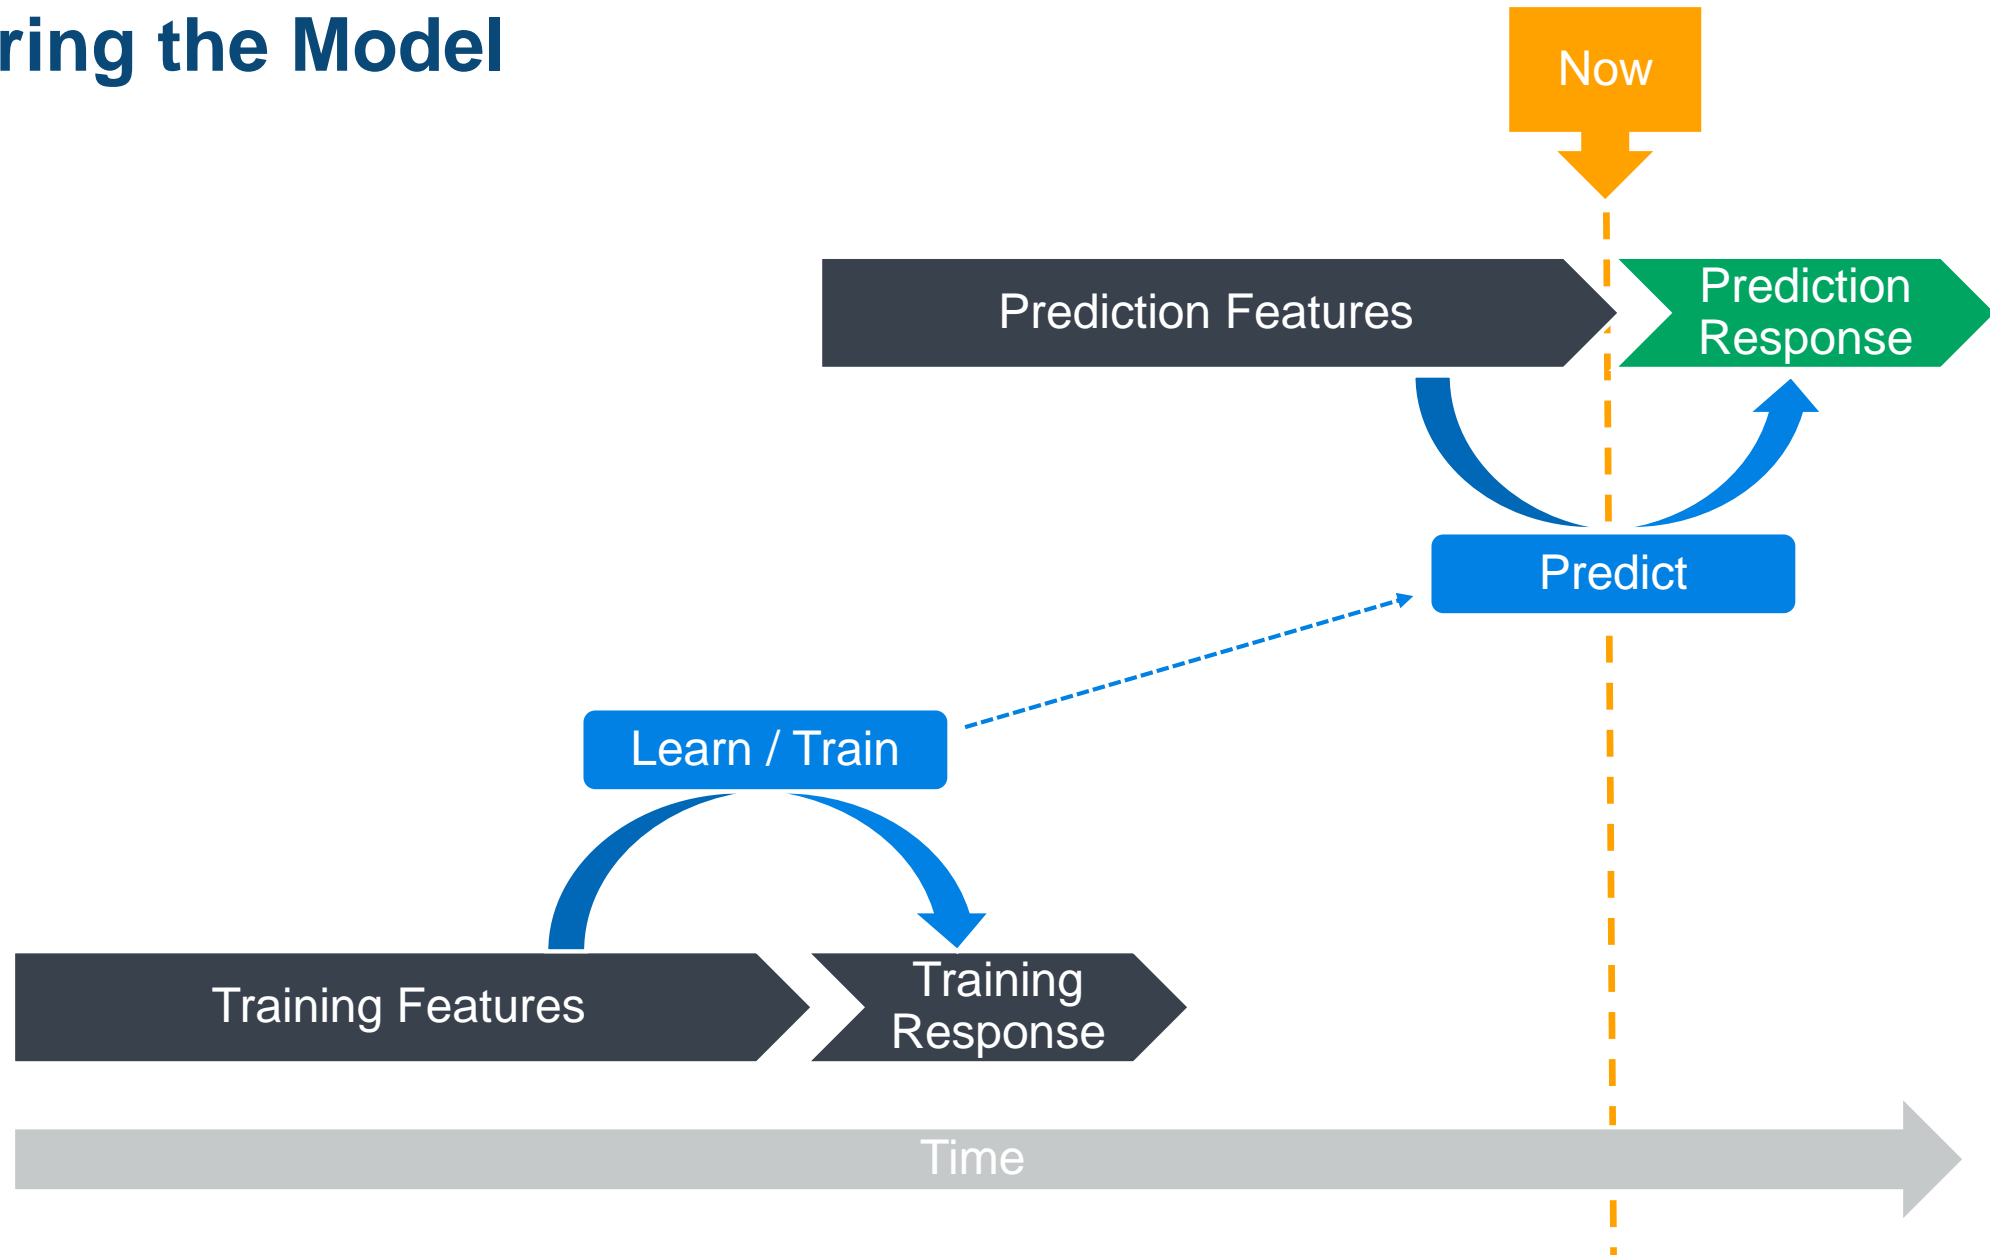 ring the Model
Now
Prediction Features
Prediction
Response
Predict
Learn / Train
Training Features
Training
Response
Time